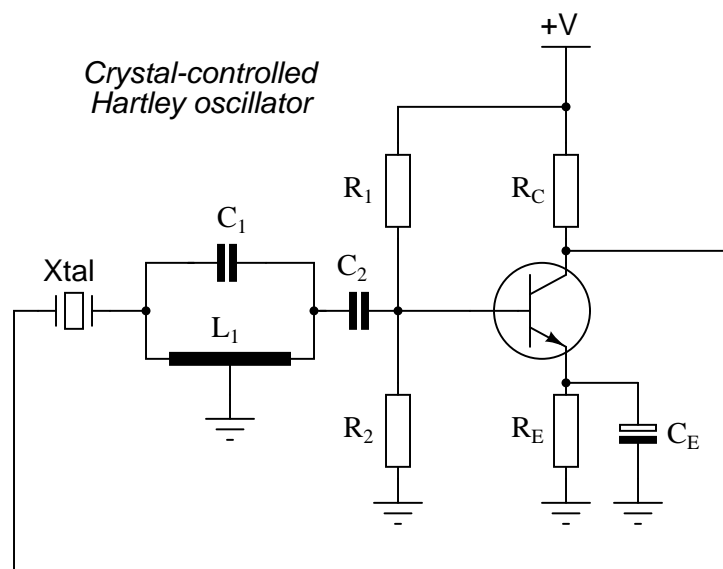 +V
Crystal-controlled
Hartley oscillator
R1
RC
C1
Xtal
C2
L1
R2
RE
CE